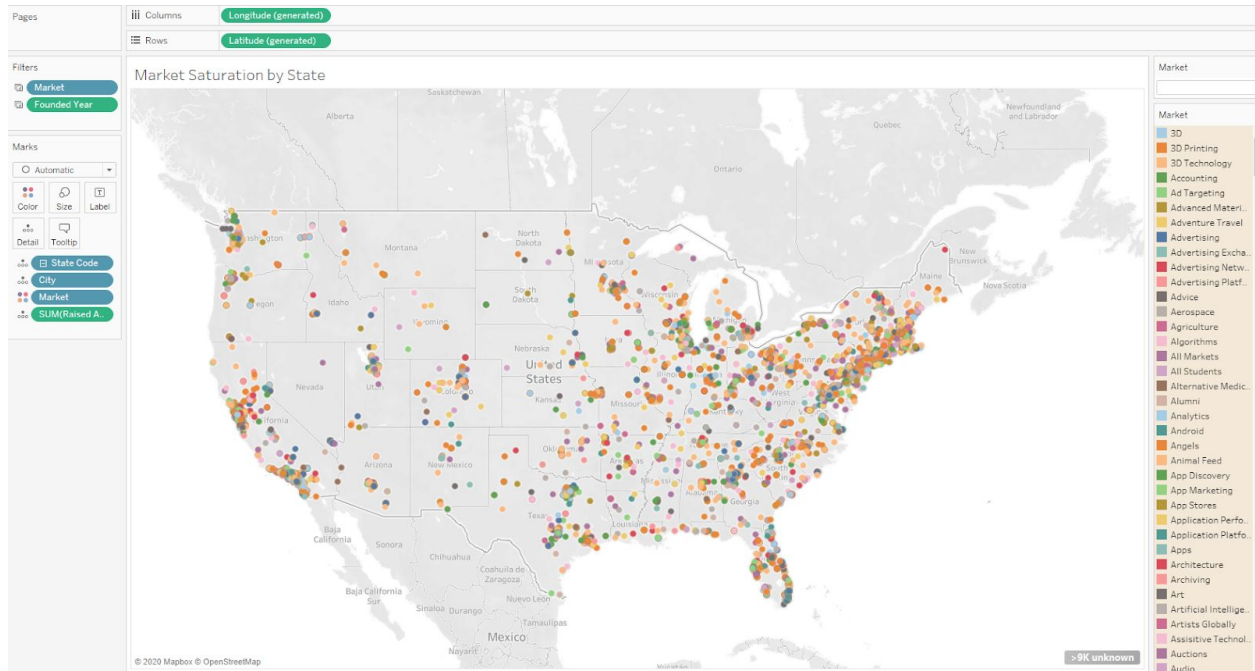 Pages
Columns
Longitude (generated)
Rows
Latitude (generated)
Filters
Market
Founded Year
Marks
Automatic
Color
Size
Label
Detail
Tooltip
State Code
City
Market
SUM(Raised A..
Market Saturation by State
Saskatchewan
Alberta
Newfoundland
and Labrador
Quebec
Ontario
North
Dakota
Montana
New
Brunswick
Maine
Nova Scotia
Idaho
South
Dakota
Wisconsin
Nebraska
United
States
Nevada
Kansas
Missouri
West
Virginia
Arizona
New Mexico
Georgia
Texas
Louisiana
Baja
California
Sonora
Chihuahua
Coahuila de
Zaragoza
Baja California
Sur
Nuevo León
Sinaloa
Durango
Tamaulipas
Mexico
Nayarit
© 2020 Mapbox © OpenStreetMap
>9K unknown
Market
Market
3D
3D Printing
3D Technology
Accounting
Ad Targeting
Advanced Materi..
Adventure Travel
Advertising
Advertising Excha..
Advertising Netw..
Advertising Platf..
Advice
Aerospace
Agriculture
Algorithms
All Markets
All Students
Alternative Medic..
Alumni
Analytics
Android
Angels
Animal Feed
App Discovery
App Marketing
App Stores
Application Perfo..
Application Platfo..
Apps
Architecture
Archiving
Art
Artificial Intellige..
Artists Globally
Assisitive Technol..
Auctions
Audio